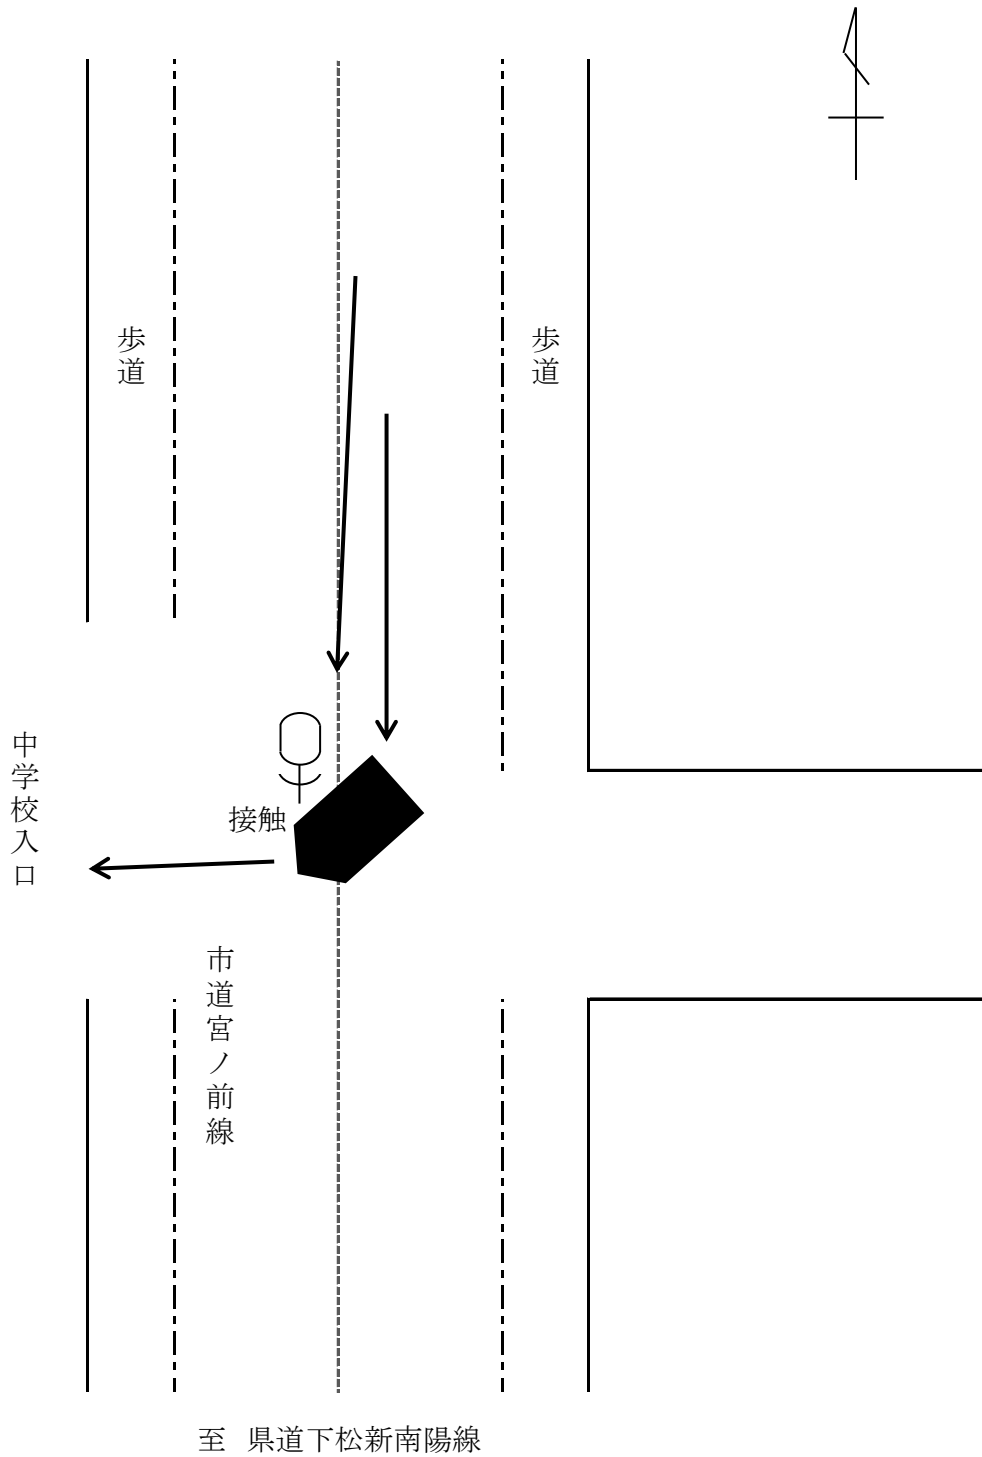 歩道
歩道
中学校入口
接触
市道宮ノ前線
至 県道下松新南陽線